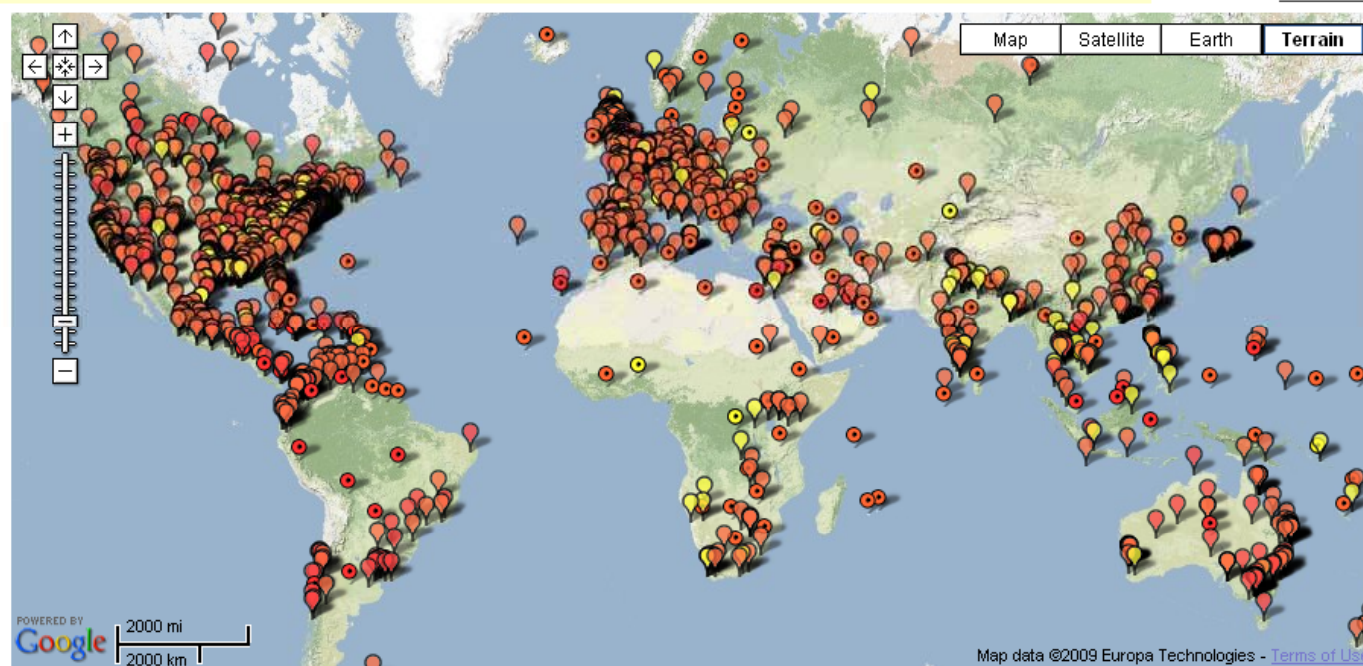 Map Satellite Earth Terrain
POWERED BY
Google
2000 mi
2000 km
Map data ©2009 Europa Technologies - Terms of Use